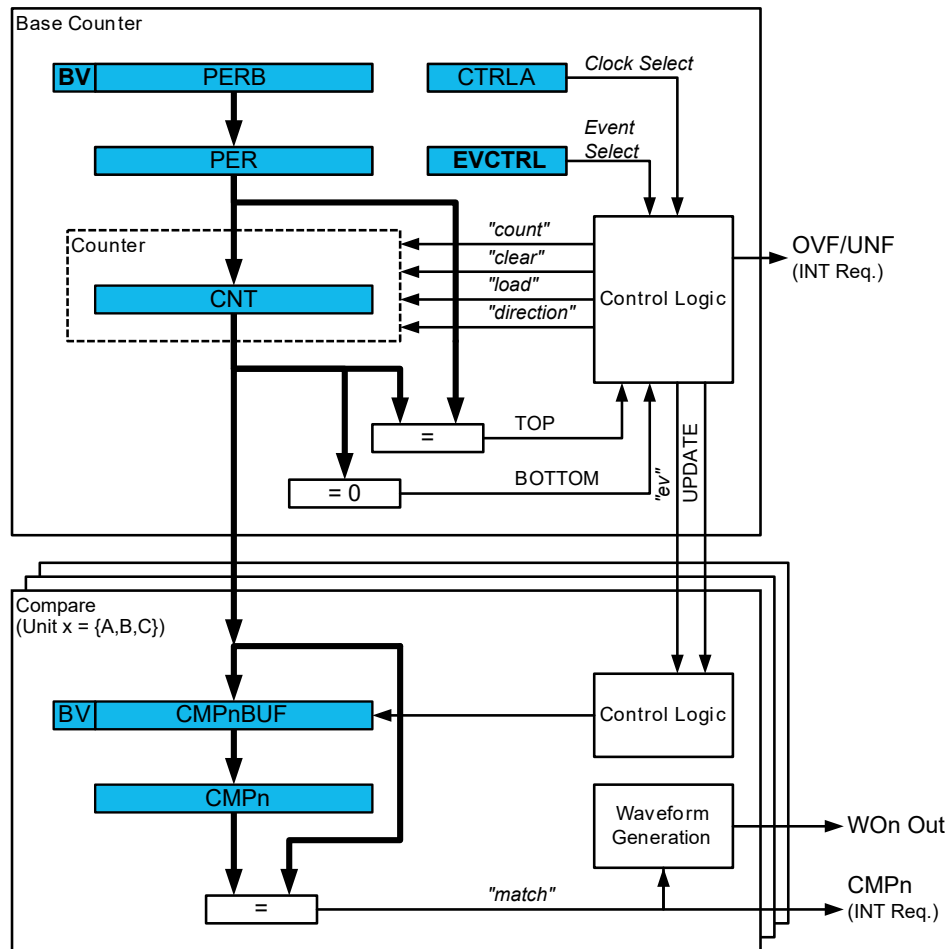 Base Counter
BV PERB
CTRLA
Clock Select
PER
EVCTRL
Event
Select
Counter
CNT
"count"
"clear"
"load"
"direction"
Control Logic
OVF/UNF
(INT Req.)
=
TOP
= 0
BOTTOM
"ev"
UPDATE
Compare
(Unit x = {A,B,C})
BV CMPnBUF
Control Logic
CMPn
Waveform
Generation
WOn Out
=
"match"
CMPn
(INT Req.)